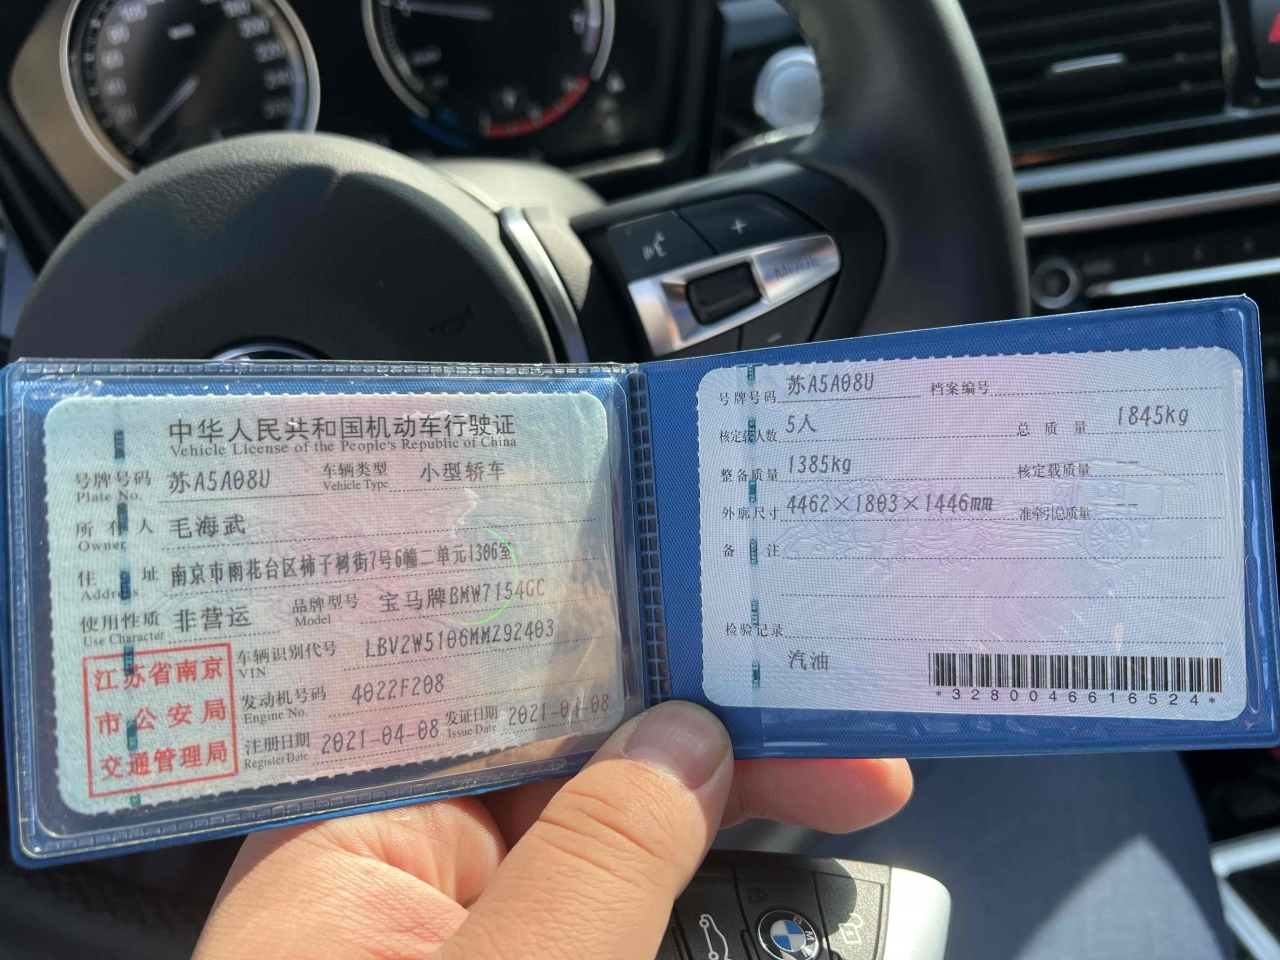 中华人民共和国机动车行驶证
Vehicle License of the People's Republic of China
号牌号码 苏A5A08U 车辆类型 小型轿车
Plate No. Vehicle Type
所有人 毛海武
Owner
住址 南京市雨花台区柿子树街7号6幢二单元1306室
Address
使用性质 非营运 品牌型号 宝马牌BMW7154GC
Use Character Model
江苏省南京
市公安局
交通管理局
车辆识别代号 LBV2W5106MMZ92403
VIN
发动机号码 4022F208
Engine No.
注册日期 2021-04-08 发证日期 2021-04-08
Register Date Issue Date
号牌号码 苏A5A08U 档案编号
核定载人数 5人 总质量 1845kg
整备质量 1385kg 核定载质量 --
外廓尺寸 4462×1803×1446mm 准牵引总质量 --
备注
检验记录
汽油
*3280046616524*
MODE
+
-
BMW